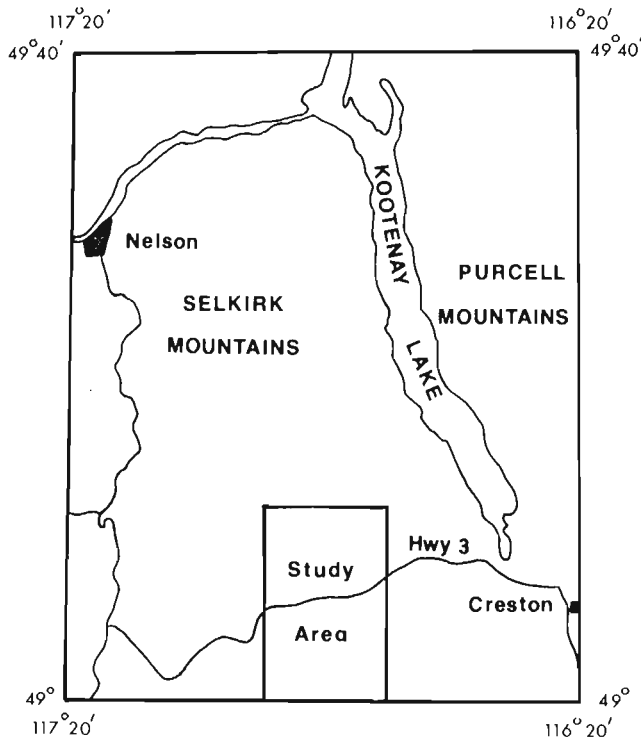 117°20′
116°20′
49°40′
49°40′
KOOTENAY
Nelson
PURCELL
MOUNTAINS
SELKIRK
MOUNTAINS
LAKE
Hwy 3
Study
Creston
Area
49°
49°
117°20′
116°20′